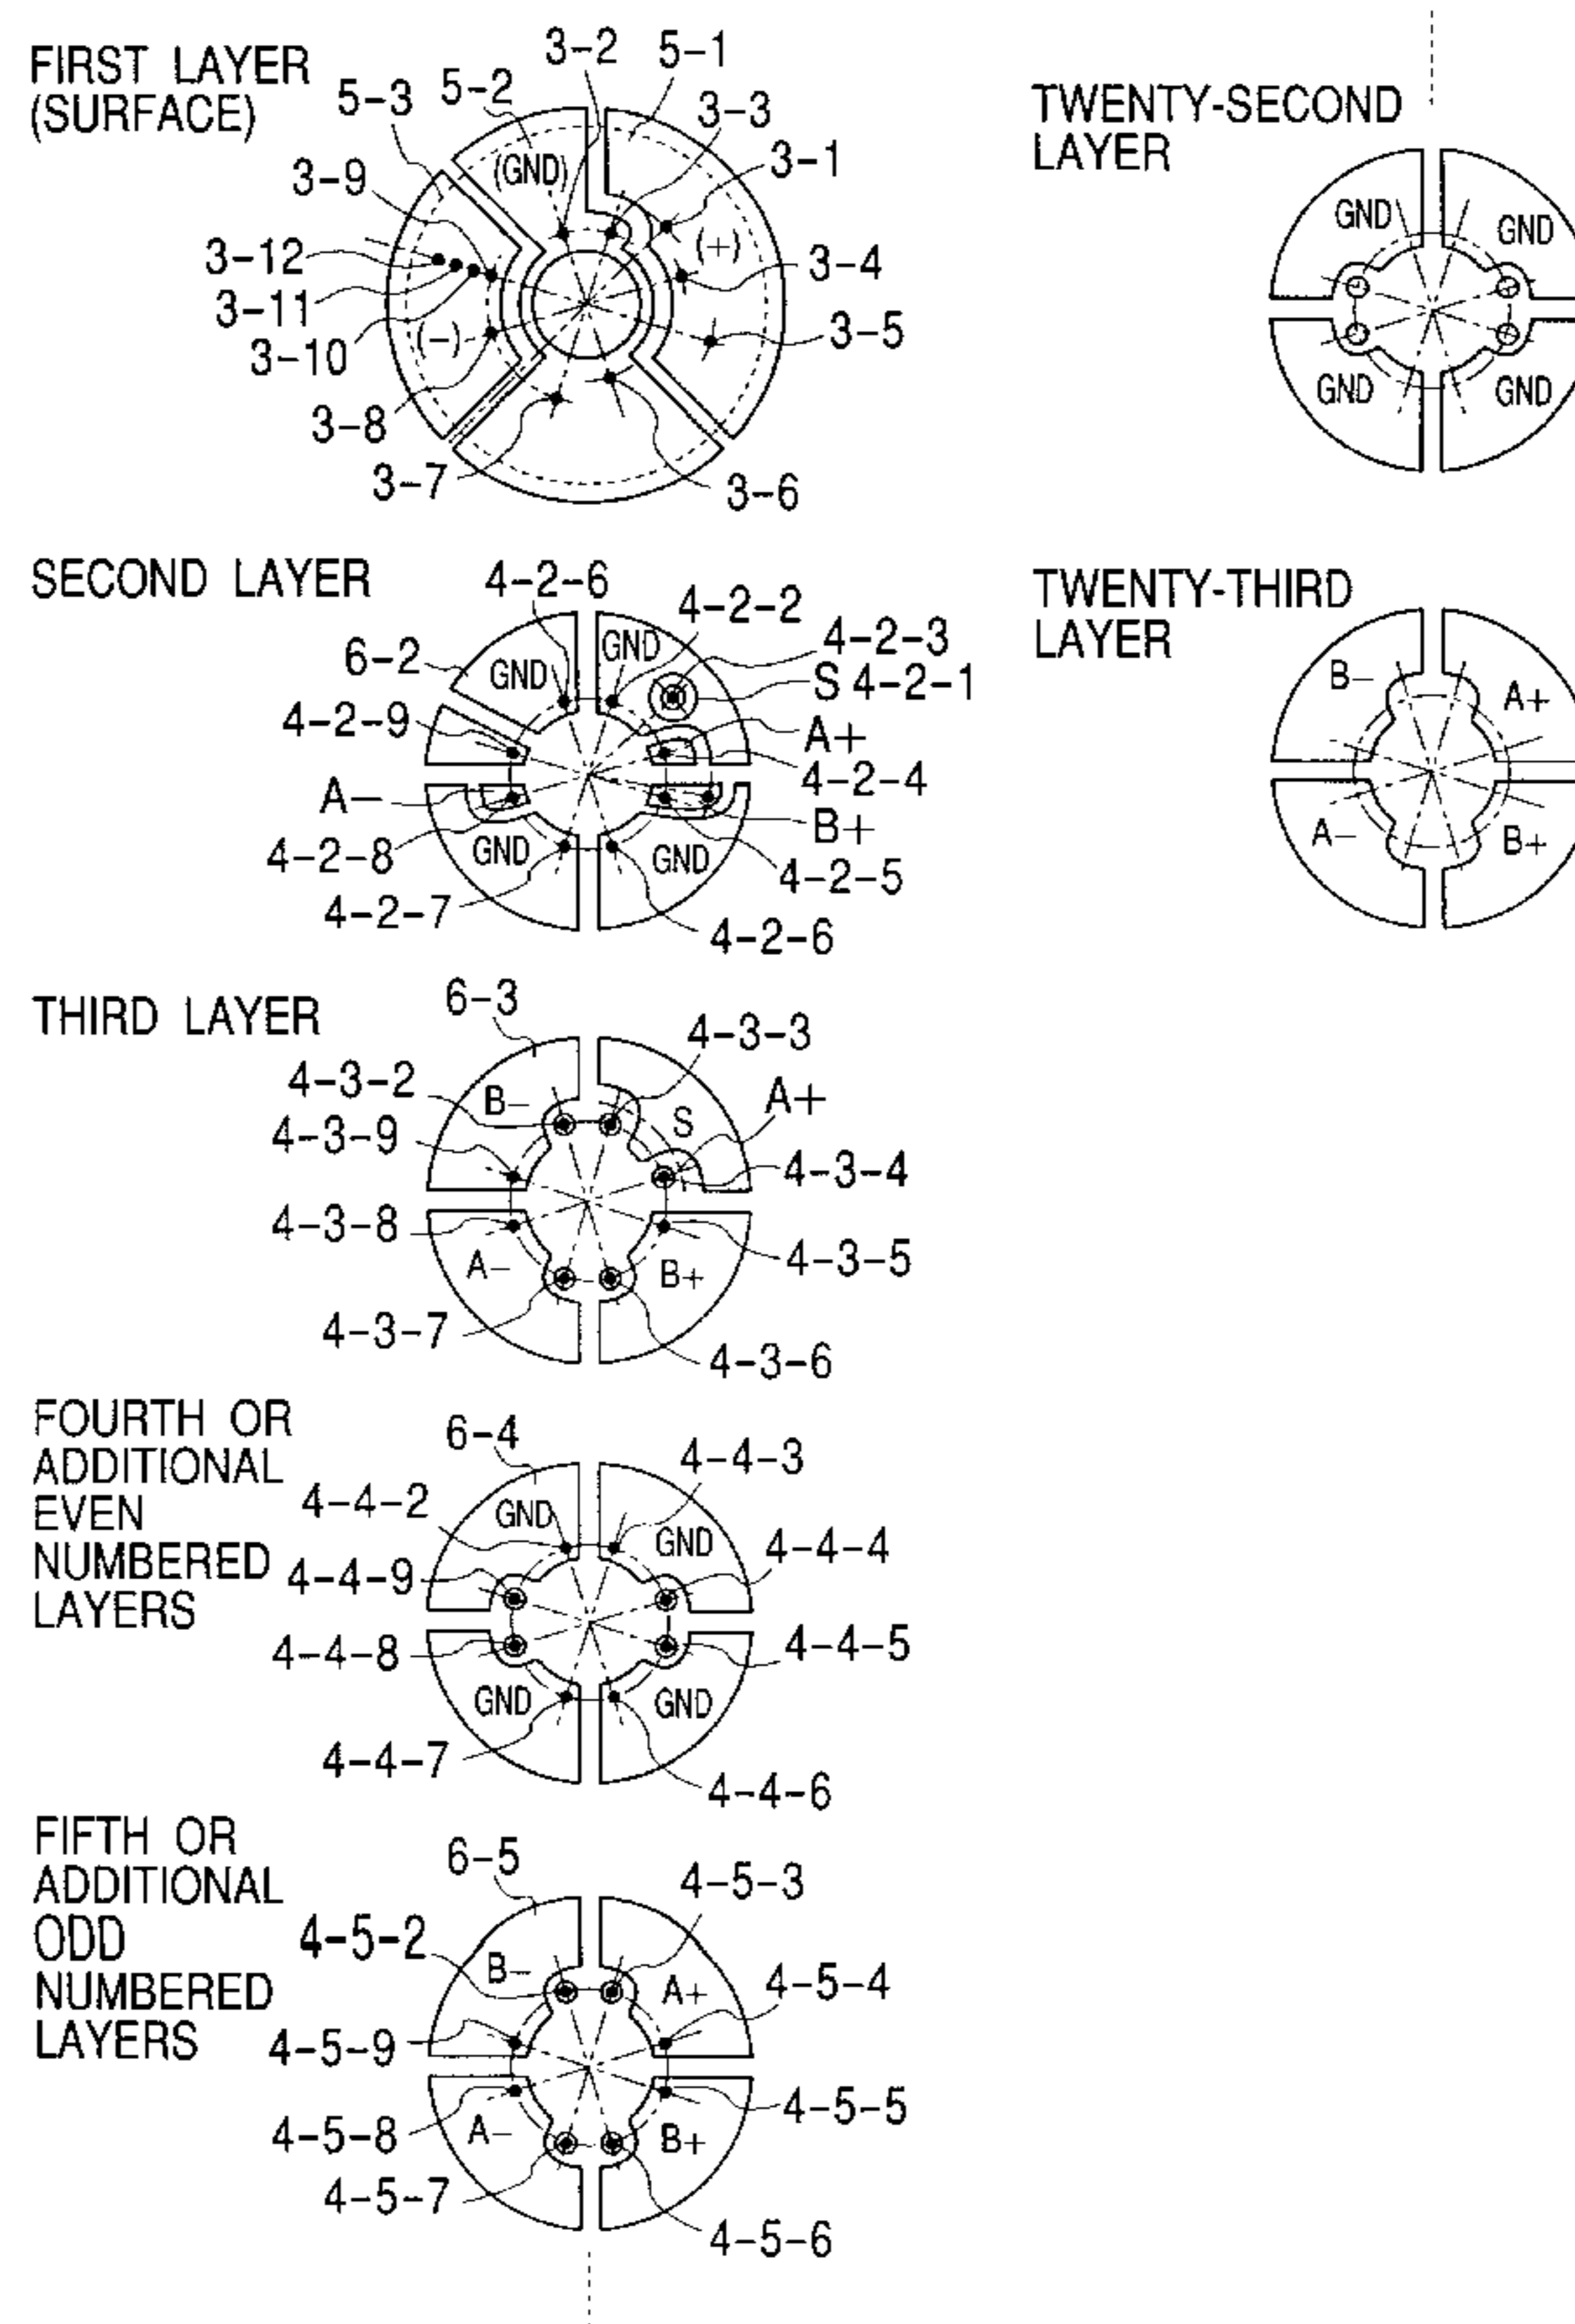 FIRST LAYER
(SURFACE)
3-2
5-1
5-3
5-2
3-3
3-9
(GND)
3-1
3-12
(+)
3-4
3-11
3-10
(-)
3-5
3-8
3-7
3-6
SECOND LAYER
4-2-6
4-2-2
6-2
GND
GND
4-2-3
S 4-2-1
4-2-9
A+
4-2-4
A-
B+
4-2-8
GND
GND
4-2-5
4-2-7
4-2-6
THIRD LAYER
6-3
4-3-3
4-3-2
B-
S
A+
4-3-9
4-3-4
4-3-8
A-
B+
4-3-5
4-3-7
4-3-6
FOURTH OR
ADDITIONAL
EVEN
NUMBERED
LAYERS
6-4
4-4-3
4-4-2
GND
GND
4-4-4
4-4-9
4-4-8
4-4-5
GND
GND
4-4-7
4-4-6
FIFTH OR
ADDITIONAL
ODD
NUMBERED
LAYERS
6-5
4-5-3
4-5-2
B-
A+
4-5-4
4-5-9
4-5-8
A-
B+
4-5-5
4-5-7
4-5-6
TWENTY-SECOND
LAYER
GND
GND
GND
GND
TWENTY-THIRD
LAYER
B-
A+
A-
B+